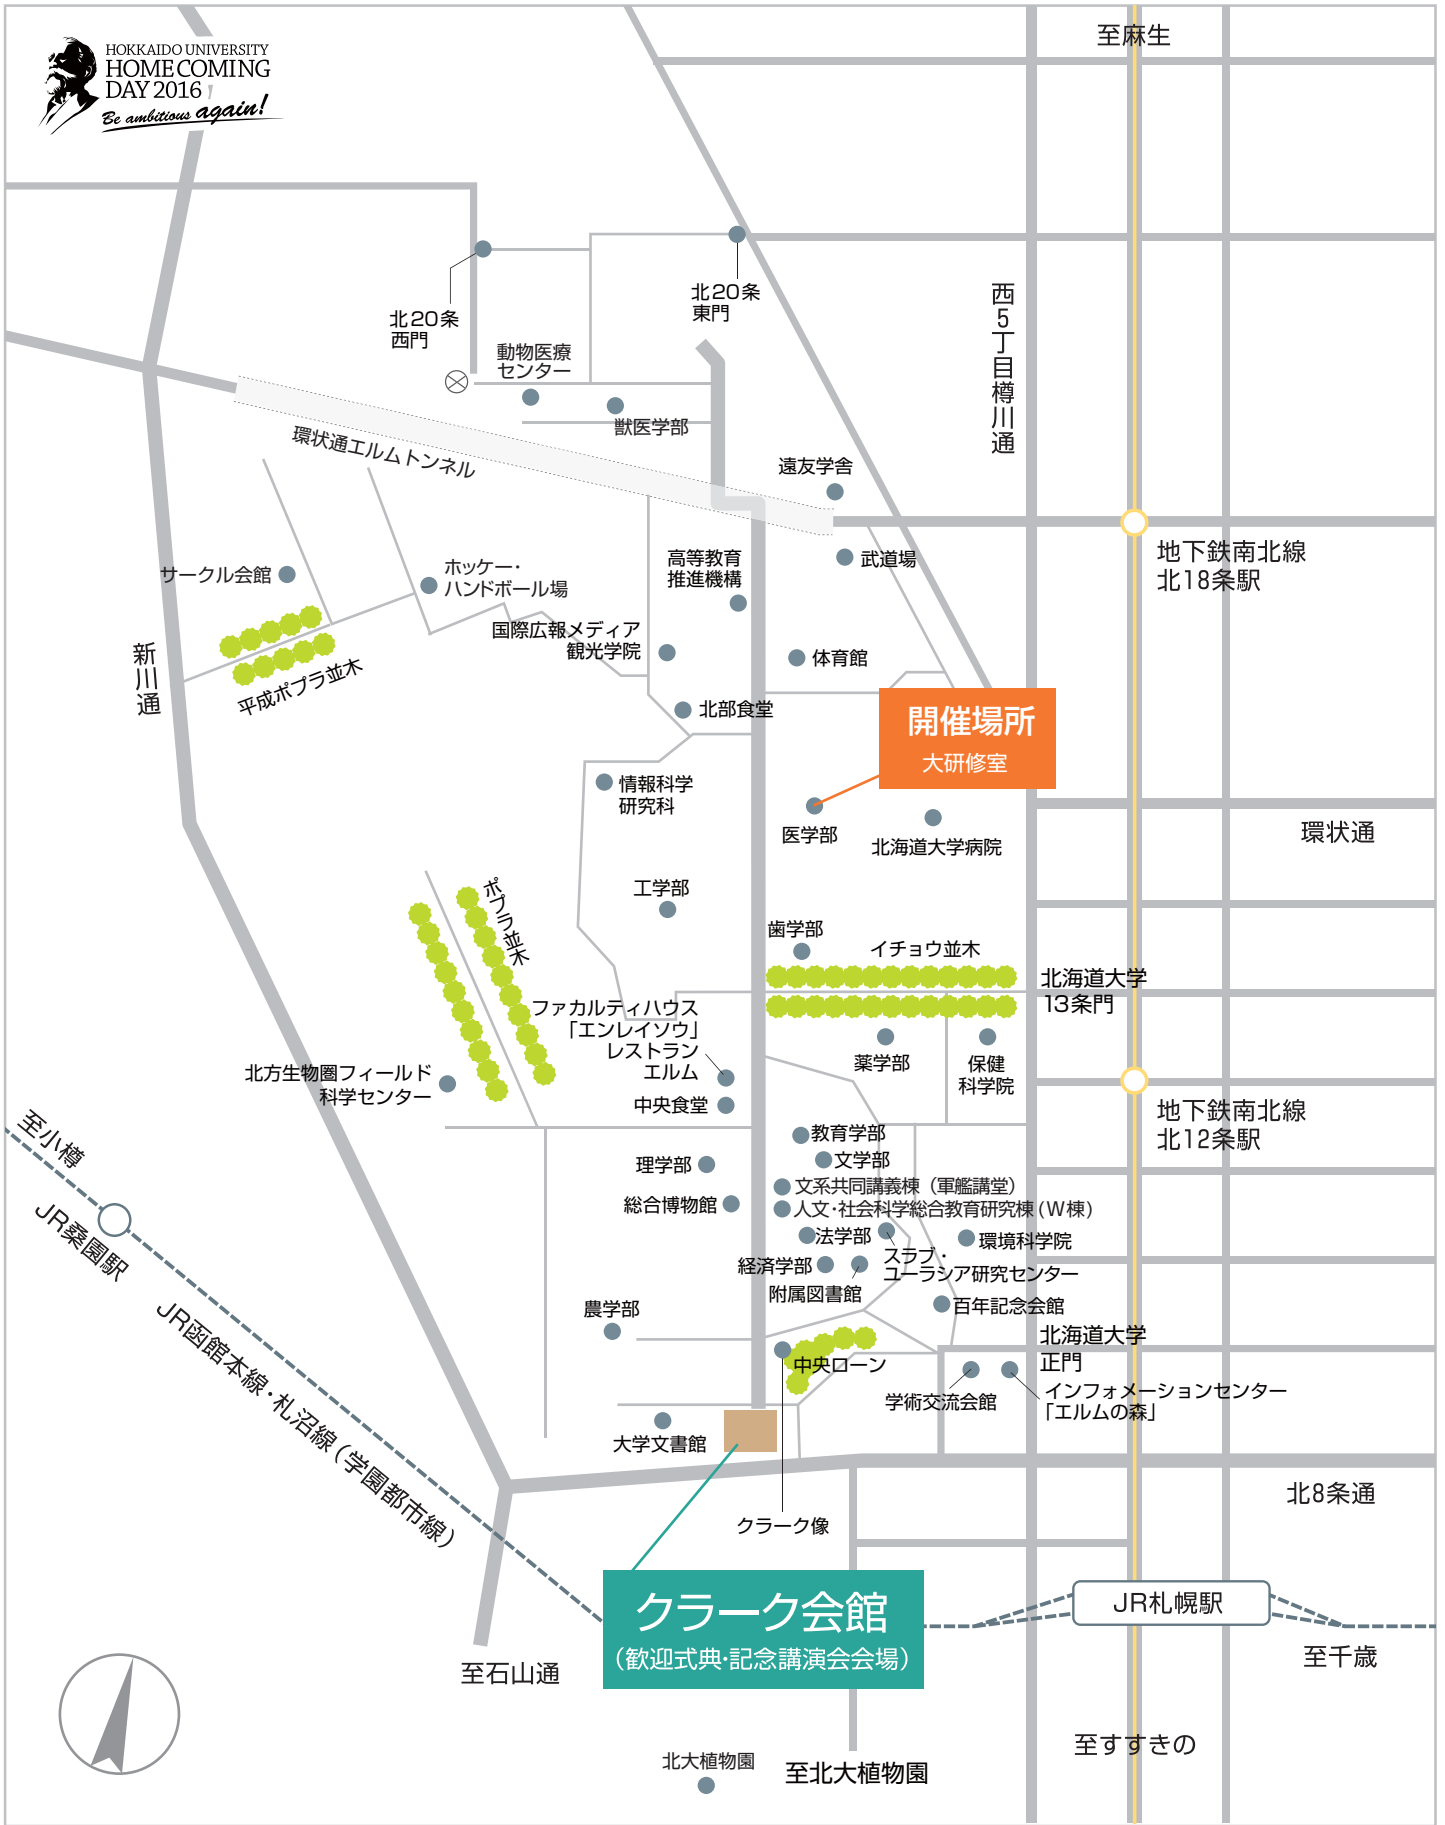 HOKKAIDO UNIVERSITY
HOME COMING
DAY 2016
Be ambitious again!
至麻生
北20条
西門
北20条
東門
西5丁目樽川通
動物医療
センター
獣医学部
環状通エルムトンネル
遠友学舎
地下鉄南北線
北18条駅
高等教育
推進機構
武道場
サークル会館
ホッケー・
ハンドボール場
国際広報メディア
観光学院
体育館
新川通
平成ポプラ並木
北部食堂
開催場所
大研修室
情報科学
研究科
医学部
北海道大学病院
環状通
工学部
ポプラ並木
歯学部
イチョウ並木
北海道大学
13条門
ファカルティハウス
「エンレイソウ」
レストラン
エルム
薬学部
保健
科学院
北方生物圏フィールド
科学センター
中央食堂
地下鉄南北線
北12条駅
至小樽
教育学部
理学部
文学部
文系共同講義棟（軍艦講堂）
総合博物館
人文・社会科学総合教育研究棟(W棟)
JR桑園駅
法学部
環境科学院
スラブ・
ユーラシア研究センター
経済学部
附属図書館
百年記念会館
農学部
北海道大学
正門
JR函館本線・札沼線（学園都市線）
中央ローン
学術交流会館
インフォメーションセンター
「エルムの森」
大学文書館
北8条通
クラーク像
クラーク会館
（歓迎式典・記念講演会会場）
JR札幌駅
至千歳
至石山通
至すすきの
北大植物園
至北大植物園